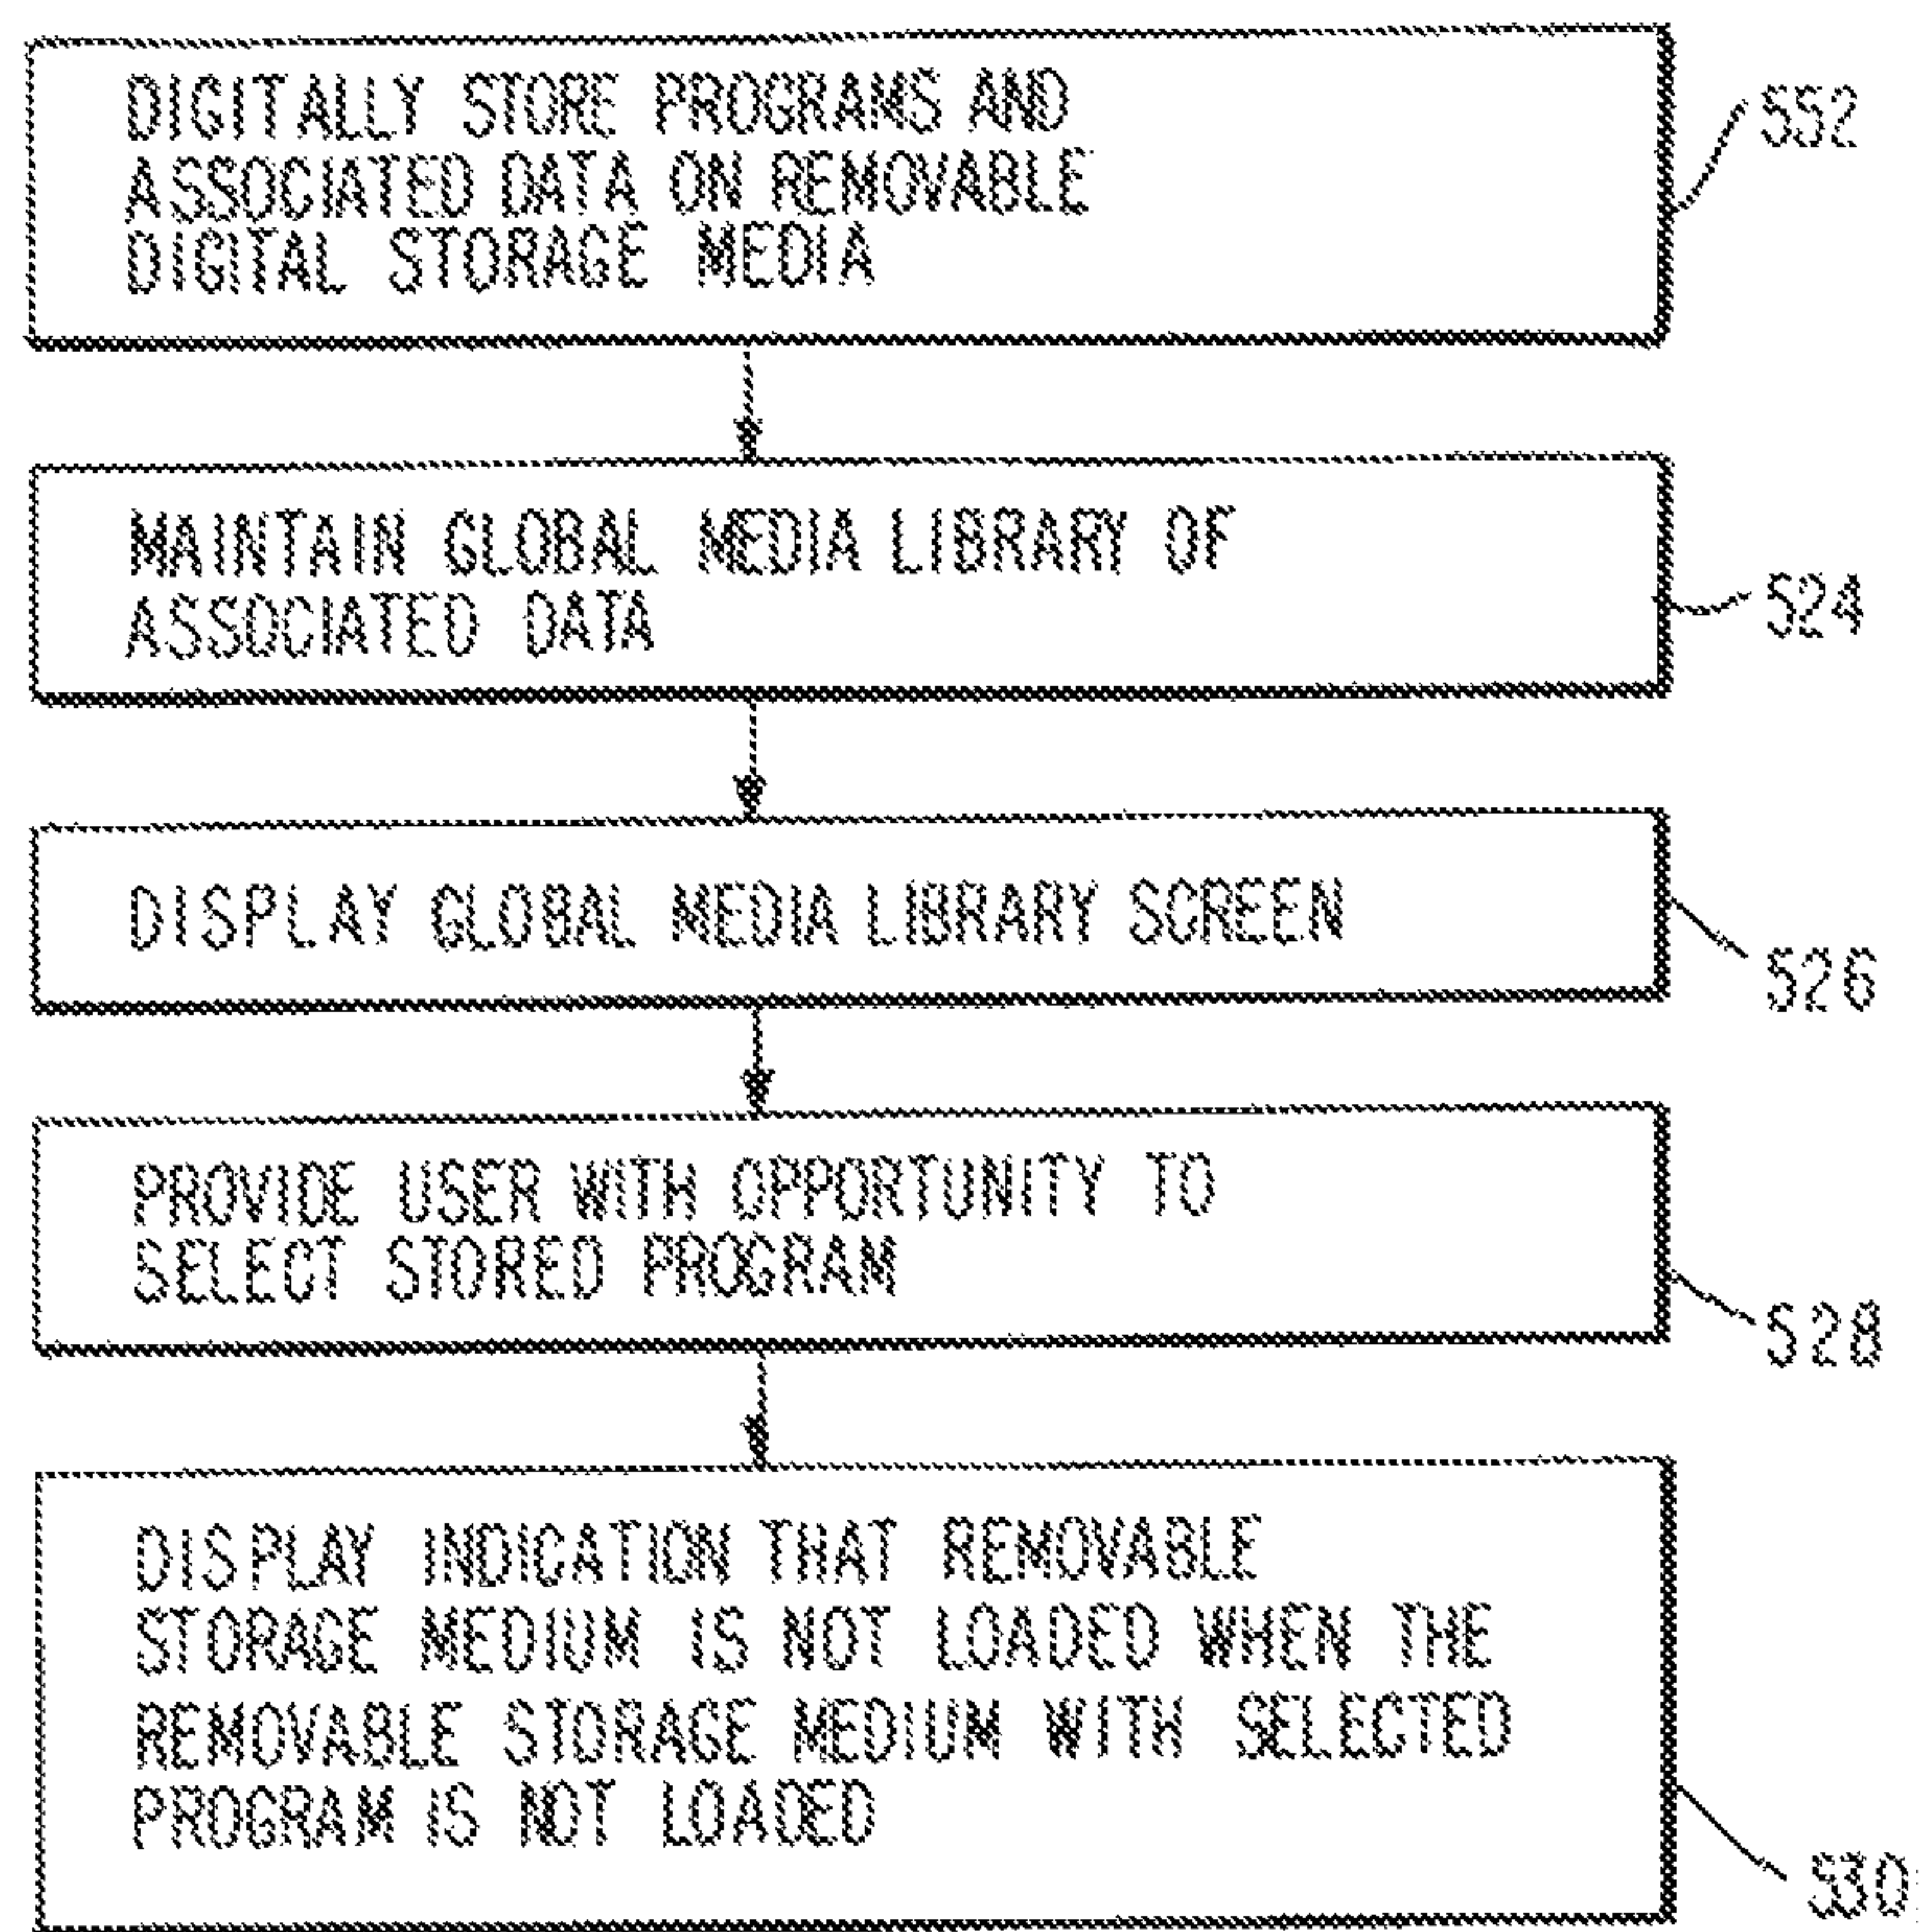 DIGITALLY STORE PROGRAMS AND
ASSOCIATED DATA ON REMOVABLE
DIGITAL STORAGE MEDIA
552
MAINTAIN GLOBAL MEDIA LIBRARY OF
ASSOCIATED DATA
524
DISPLAY GLOBAL MEDIA LIBRARY SCREEN
526
PROVIDE USER WITH OPPORTUNITY TO
SELECT STORED PROGRAM
528
DISPLAY INDICATION THAT REMOVABLE
STORAGE MEDIUM IS NOT LOADED WHEN THE
REMOVABLE STORAGE MEDIUM WITH SELECTED
PROGRAM IS NOT LOADED
530